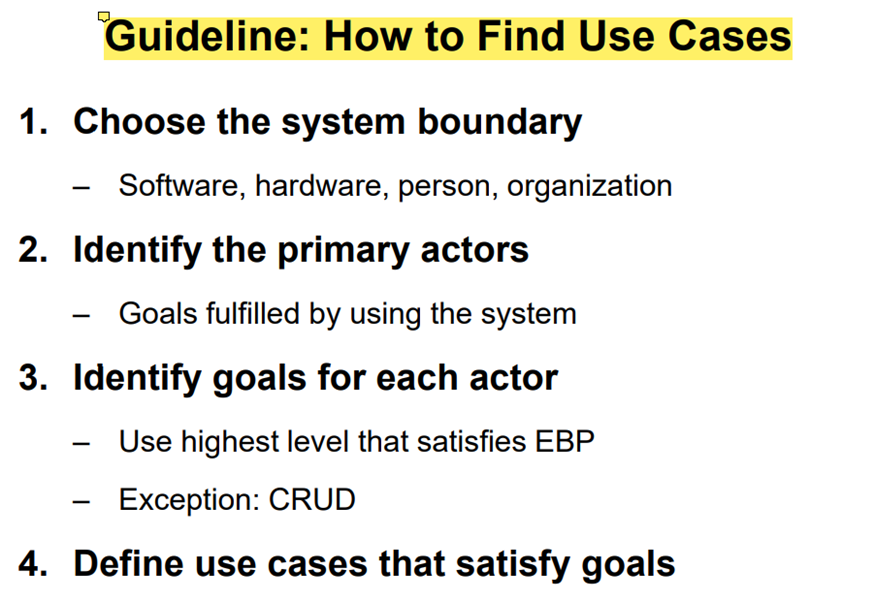 Guideline: How to Find Use Cases
1. Choose the system boundary
– Software, hardware, person, organization
2. Identify the primary actors
– Goals fulfilled by using the system
3. Identify goals for each actor
– Use highest level that satisfies EBP
– Exception: CRUD
4. Define use cases that satisfy goals